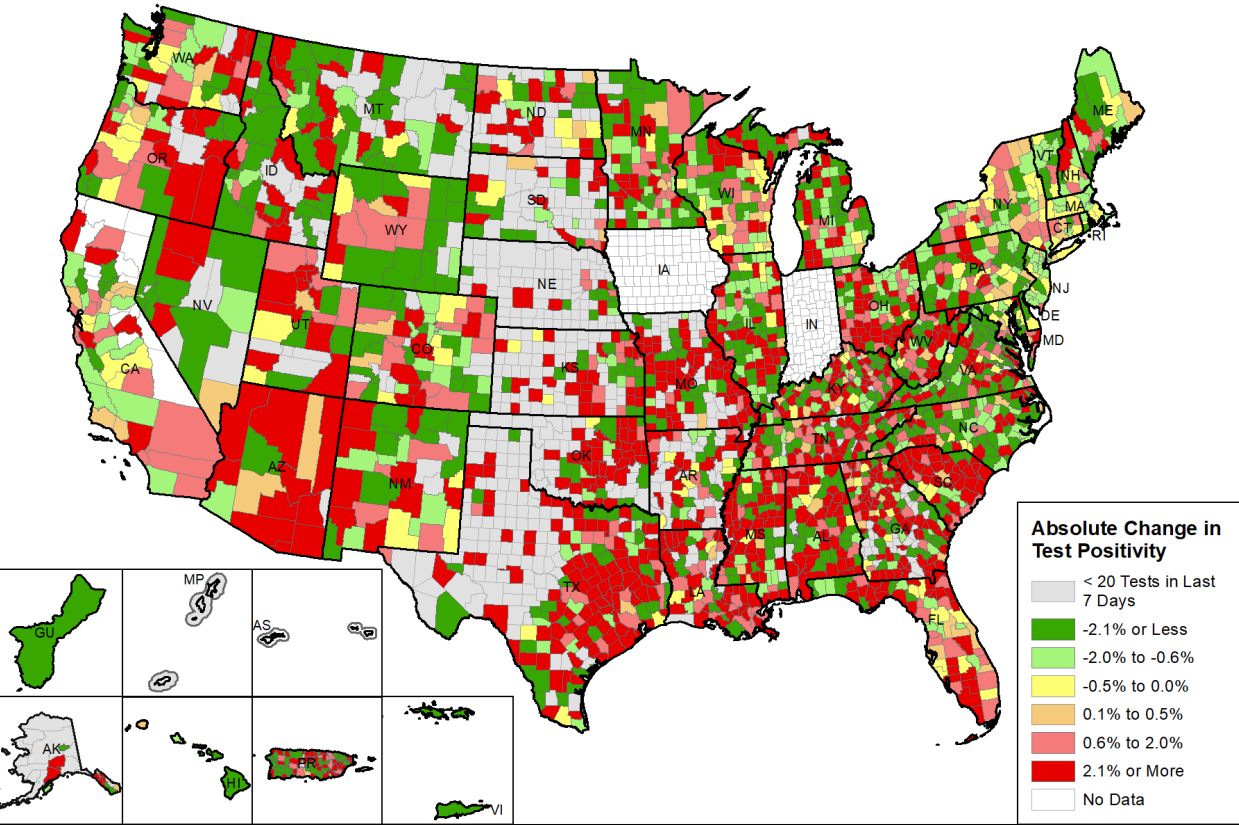 WA
MT
ND
MN
ME
OR
ID
SD
WI
VT
NH
NY
MA
CT
RI
MI
WY
IA
NE
PA
NJ
NV
UT
CO
IL
IN
OH
DE
MD
WV
VA
CA
KS
MO
KY
AZ
NM
OK
AR
TN
NC
SC
MS
AL
GA
TX
LA
FL
GU
MP
AS
AK
HI
PR
VI
Absolute Change in
Test Positivity
< 20 Tests in Last
7 Days
-2.1% or Less
-2.0% to -0.6%
-0.5% to 0.0%
0.1% to 0.5%
0.6% to 2.0%
2.1% or More
No Data